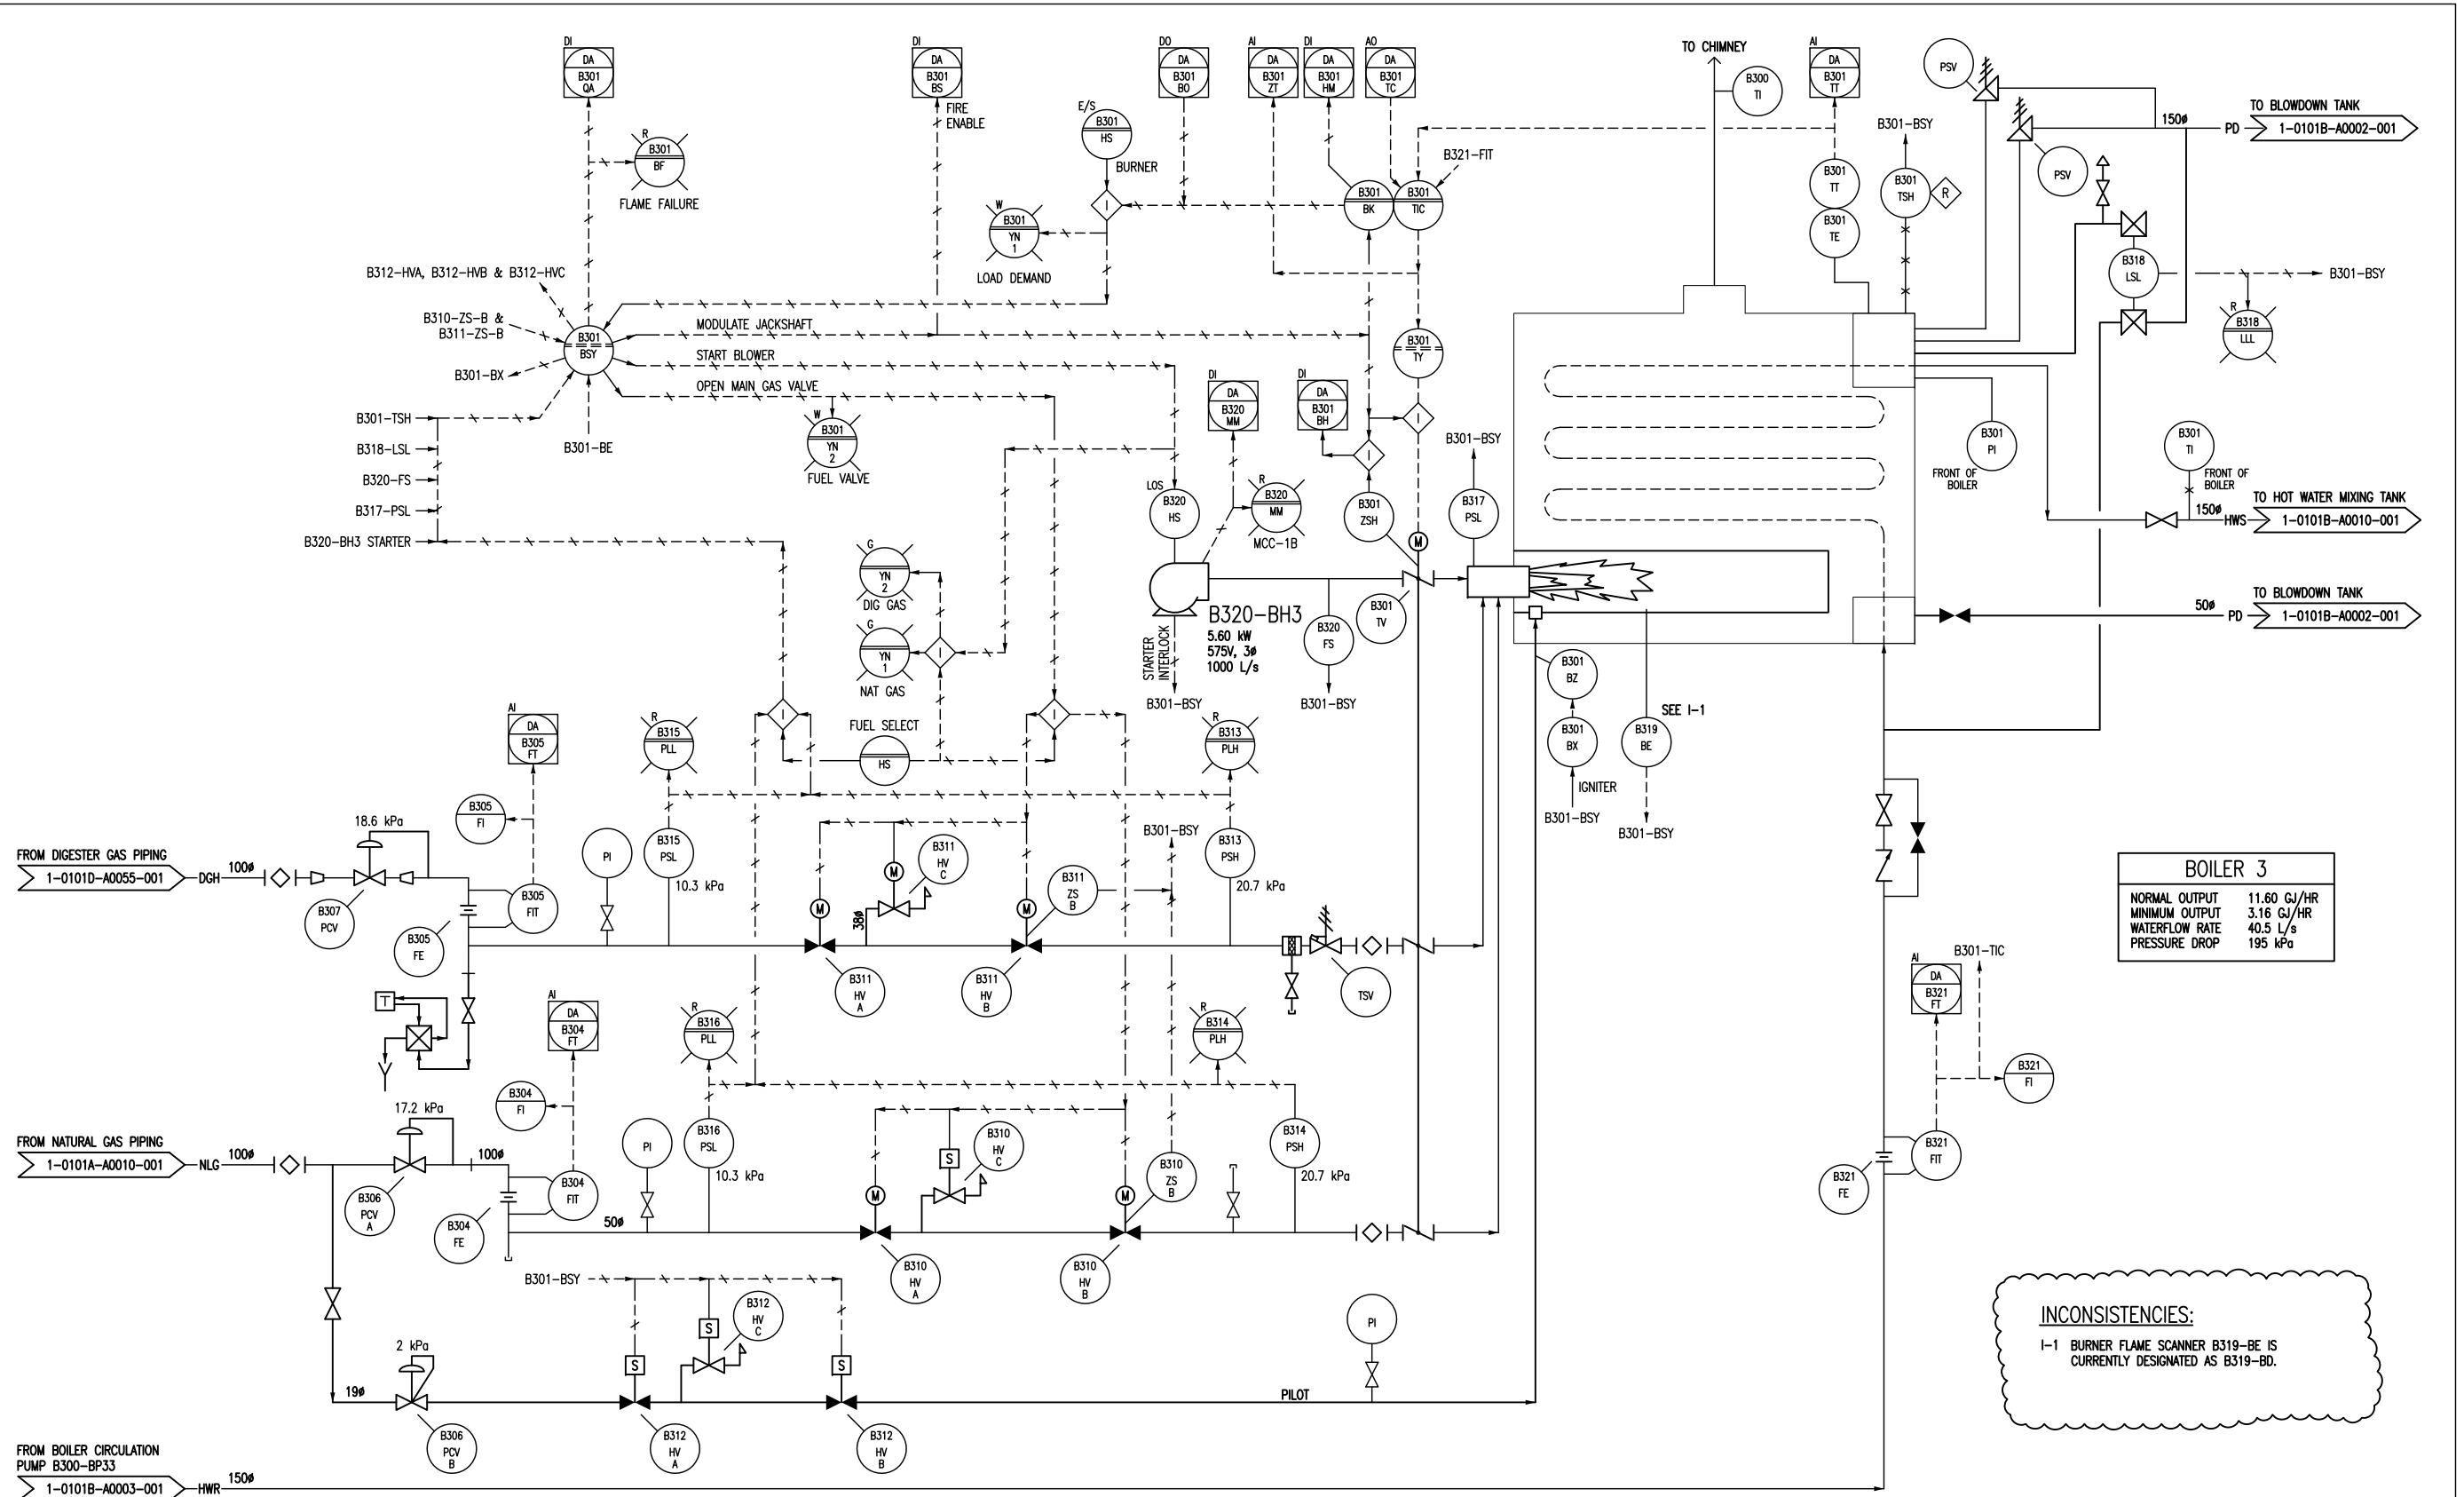 DI
DA
B301
QA
DI
DA
B301
BS
FIRE
ENABLE
DO
DA
B301
BO
AI
DA
B301
ZT
DI
DA
B301
HM
AO
DA
B301
TC
TO CHIMNEY
B300
TI
AI
DA
B301
TT
PSV
PSV
150ø
PD
TO BLOWDOWN TANK
1-0101B-A0002-001
R
B301
BF
FLAME FAILURE
E/S
B301
HS
BURNER
W
B301
YN
1
LOAD DEMAND
I
B301
BK
B301
TIC
B321-FIT
B301
TT
B301
TE
B301-BSY
B301
TSH
R
B318
LSL
B301-BSY
R
B318
LLL
B312-HVA, B312-HVB & B312-HVC
B310-ZS-B &
B311-ZS-B
B301
BSY
B301-BX
B301-BE
MODULATE JACKSHAFT
START BLOWER
OPEN MAIN GAS VALVE
B301
TY
B301-TSH
B318-LSL
B320-FS
B317-PSL
B320-BH3 STARTER
W
B301
YN
2
FUEL VALVE
DI
DA
B320
MM
DI
DA
B301
BH
I
I
LOS
B320
HS
R
B320
MM
MCC-1B
B301
ZSH
B301-BSY
B317
PSL
M
B301
PI
FRONT OF
BOILER
B301
TI
FRONT OF
BOILER
TO HOT WATER MIXING TANK
150ø
HWS
1-0101B-A0010-001
G
YN
2
DIG GAS
G
YN
1
NAT GAS
I
B320-BH3
5.60 kW
575V, 3ø
1000 L/s
STARTER
INTERLOCK
B301-BSY
B320
FS
B301-BSY
B301
TV
TO BLOWDOWN TANK
50ø
PD
1-0101B-A0002-001
B301
BZ
B301
BX
IGNITER
B301-BSY
SEE I-1
B319
BE
B301-BSY
AI
DA
B305
FT
R
B315
PLL
I
FUEL SELECT
HS
I
R
B313
PLH
B305
FI
18.6 kPa
FROM DIGESTER GAS PIPING
1-0101D-A0055-001
DGH
100ø
B307
PCV
B305
FIT
B305
FE
PI
B315
PSL
10.3 kPa
M
M
38ø
B311
HV
C
M
B311
ZS
B
B301-BSY
B313
PSH
20.7 kPa
B311
HV
A
B311
HV
B
TSV
T
BOILER 3
NORMAL OUTPUT 11.60 GJ/HR
MINIMUM OUTPUT 3.16 GJ/HR
WATERFLOW RATE 40.5 L/s
PRESSURE DROP 195 kPa
AI
DA
B304
FT
R
B316
PLL
R
B314
PLH
B304
FI
17.2 kPa
FROM NATURAL GAS PIPING
1-0101A-A0010-001
NLG
100ø
100ø
B306
PCV
A
B304
FIT
B304
FE
50ø
PI
B316
PSL
10.3 kPa
M
S
B310
HV
C
M
B310
ZS
B
B314
PSH
20.7 kPa
B310
HV
A
B310
HV
B
AI
DA
B321
FT
B301-TIC
B321
FI
B321
FIT
B321
FE
B301-BSY
S
S
B312
HV
C
S
2 kPa
19ø
B306
PCV
B
B312
HV
A
B312
HV
B
PILOT
PI
INCONSISTENCIES:
I-1 BURNER FLAME SCANNER B319-BE IS
CURRENTLY DESIGNATED AS B319-BD.
FROM BOILER CIRCULATION
PUMP B300-BP33
1-0101B-A0003-001
HWR
150ø